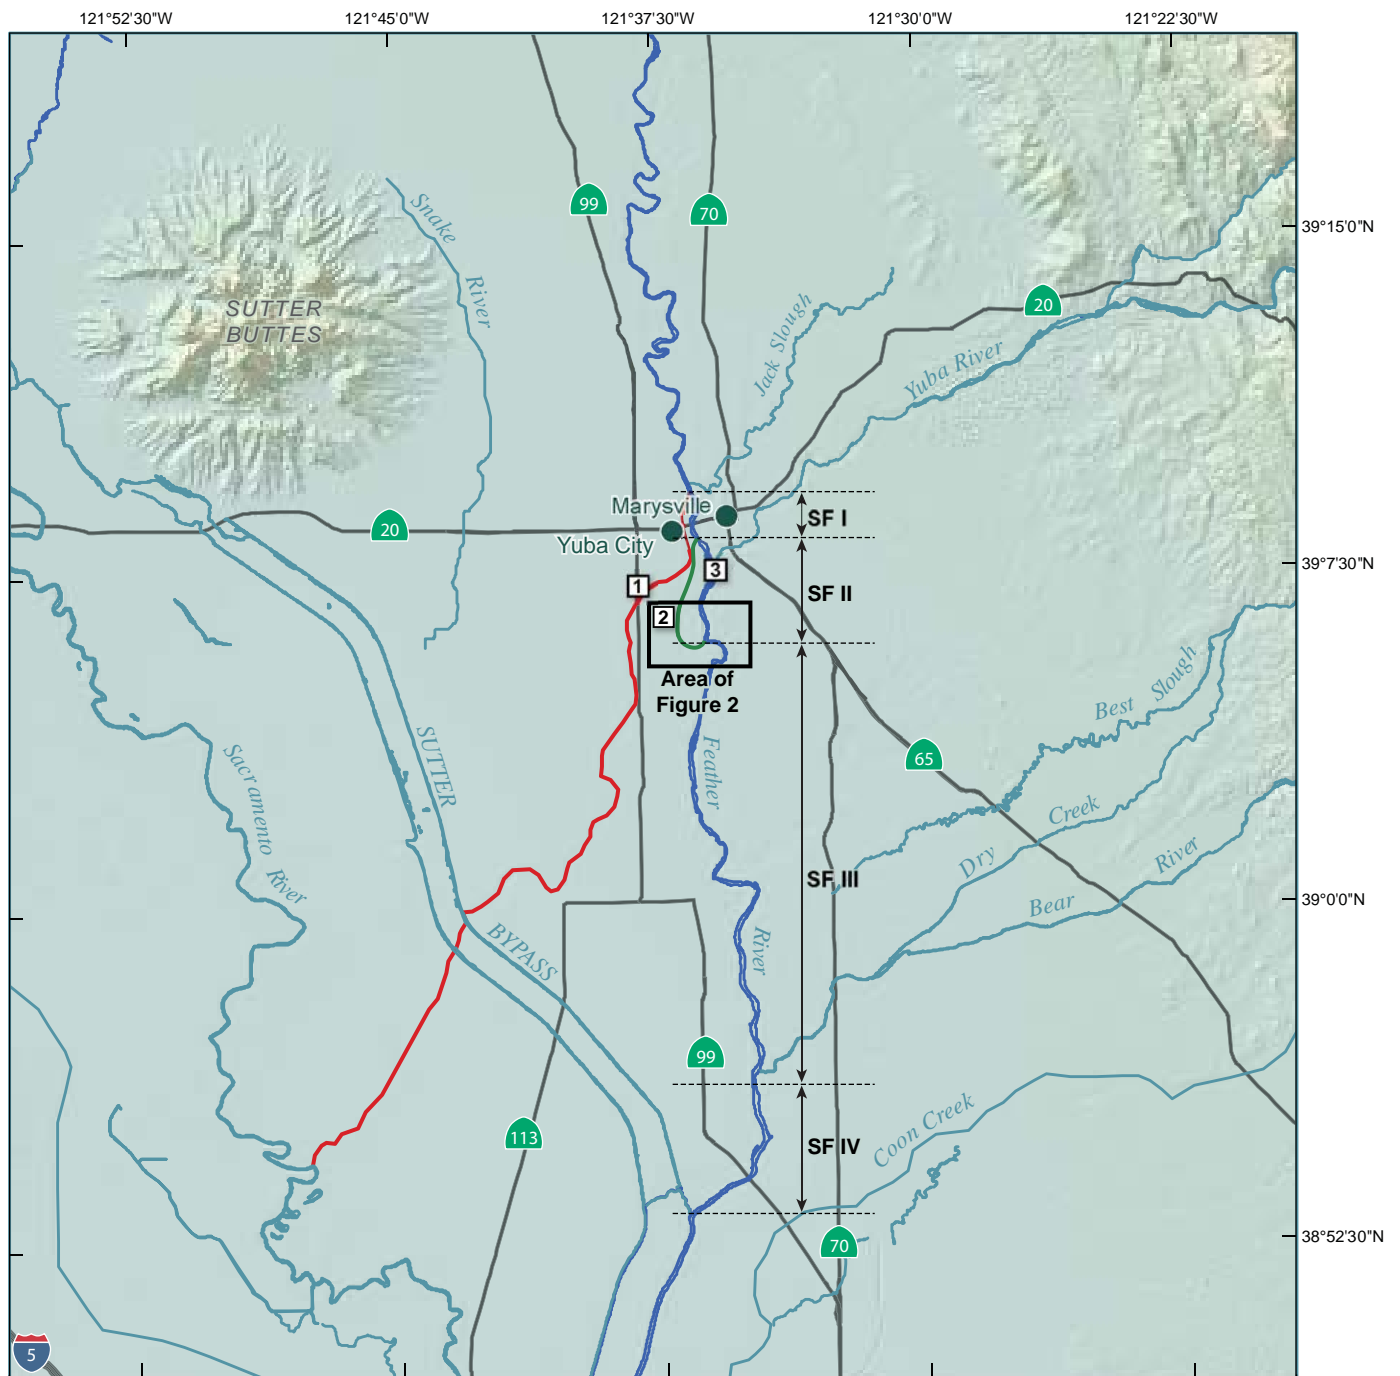 121°52'30"W
121°45'0"W
121°37'30"W
121°30'0"W
121°22'30"W
39°15'0"N
39°7'30"N
39°0'0"N
38°52'30"N
Snake
River
99
70
SUTTER
BUTTES
20
Jack Slough
Yuba River
Marysville
Yuba City
20
SF I
SF II
1
2
3
Area of
Figure 2
SUTTER
BYPASS
Sacramento River
Feather
River
65
Best Slough
Dry Creek
Bear River
SF III
99
113
SF IV
Coon Creek
70
5